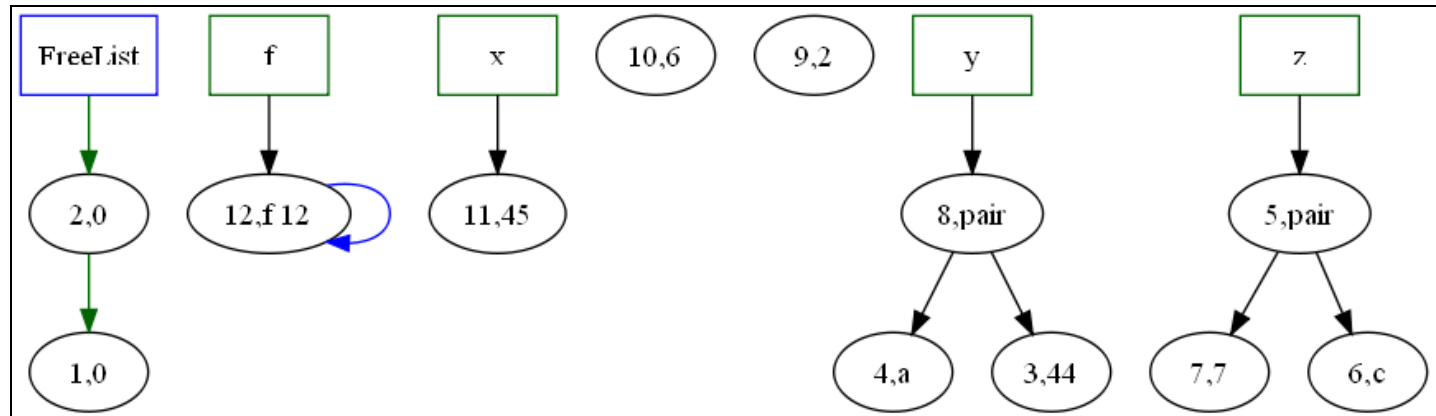 FreeList f x 10,6 9,2 y z
2,0 12,f 12 11,45 8,pair 5,pair
1,0 4,a 3,44 7,7 6,c